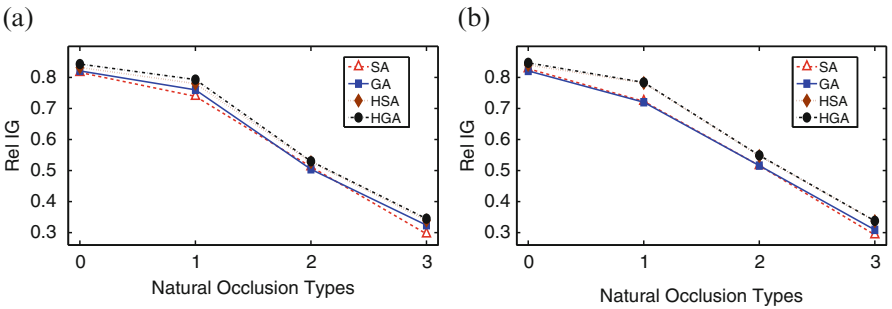 (a)
Rel IG
0.8
0.7
0.6
0.5
0.4
0.3
0 1 2 3
Natural Occlusion Types
SA
GA
HSA
HGA
(b)
Rel IG
0.8
0.7
0.6
0.5
0.4
0.3
0 1 2 3
Natural Occlusion Types
SA
GA
HSA
HGA